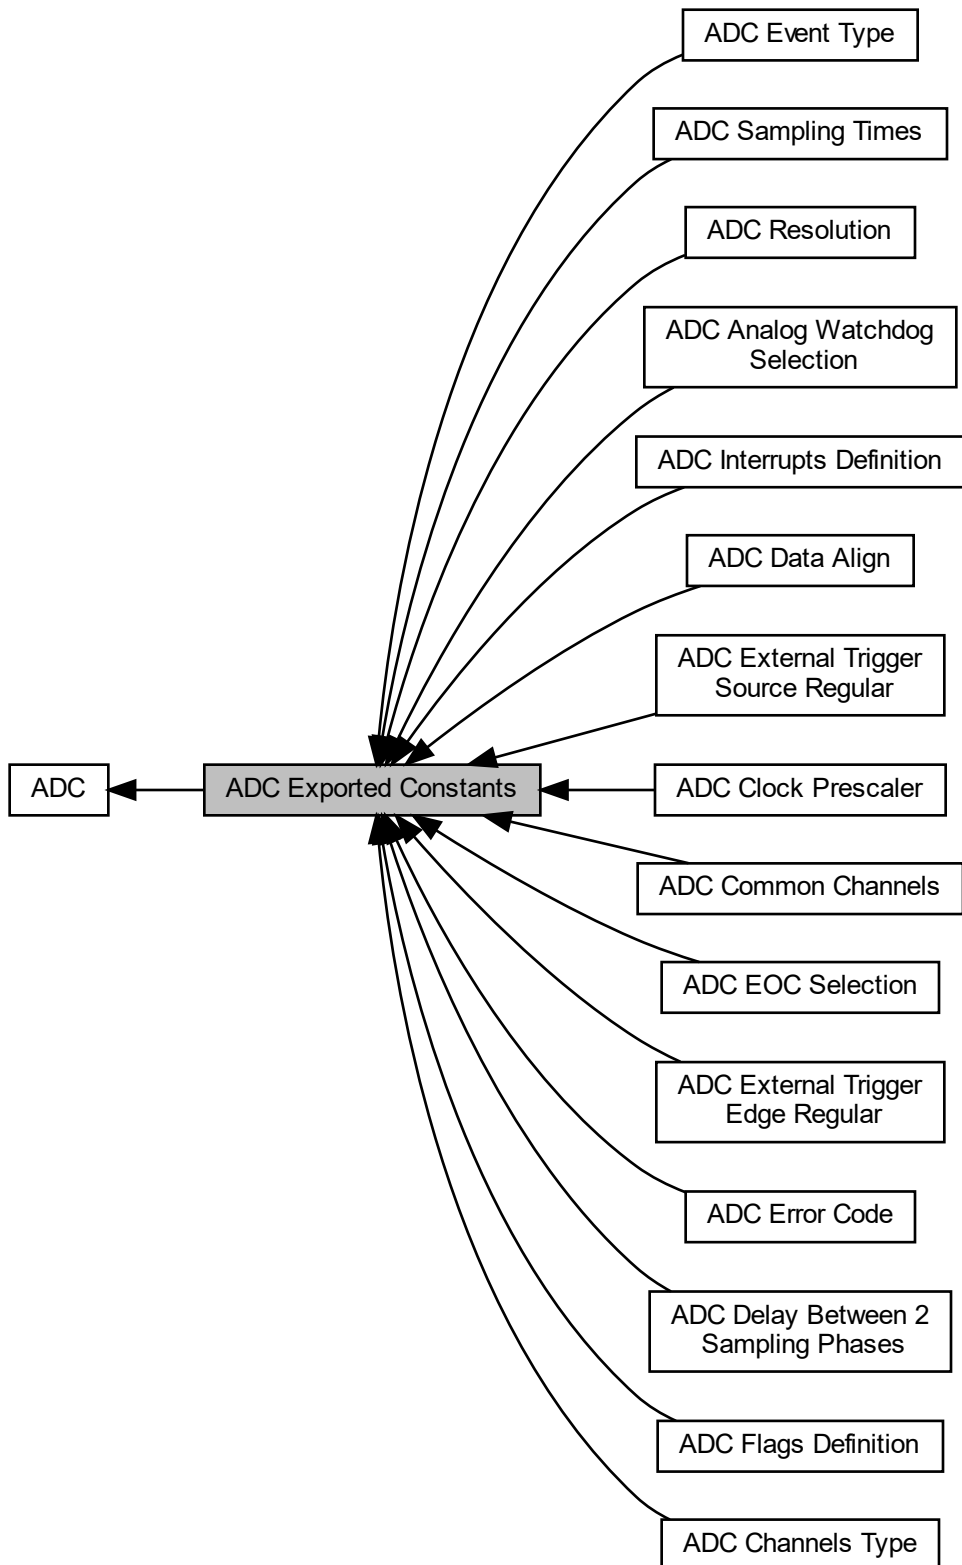 ADC Event Type
ADC Sampling Times
ADC Resolution
ADC Analog Watchdog
Selection
ADC Interrupts Definition
ADC Data Align
ADC External Trigger
Source Regular
ADC
ADC Exported Constants
ADC Clock Prescaler
ADC Common Channels
ADC EOC Selection
ADC External Trigger
Edge Regular
ADC Error Code
ADC Delay Between 2
Sampling Phases
ADC Flags Definition
ADC Channels Type